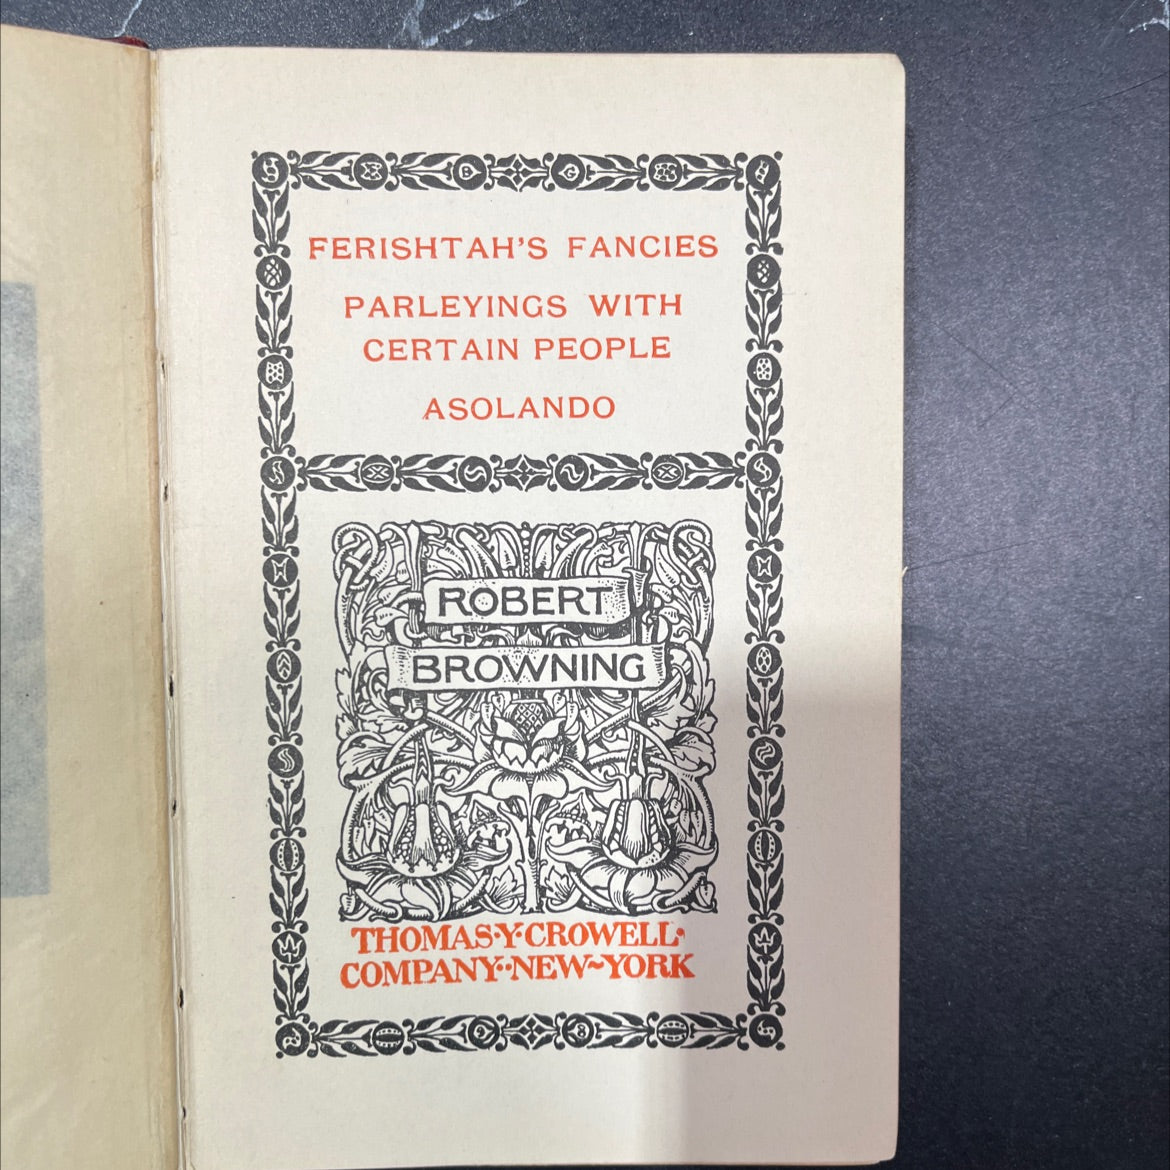 FERISHTAH'S FANCIES
PARLEYINGS WITH
CERTAIN PEOPLE
ASOLANDO
ROBERT
BROWNING
THOMAS·Y·CROWELL·
COMPANY··NEW~YORK